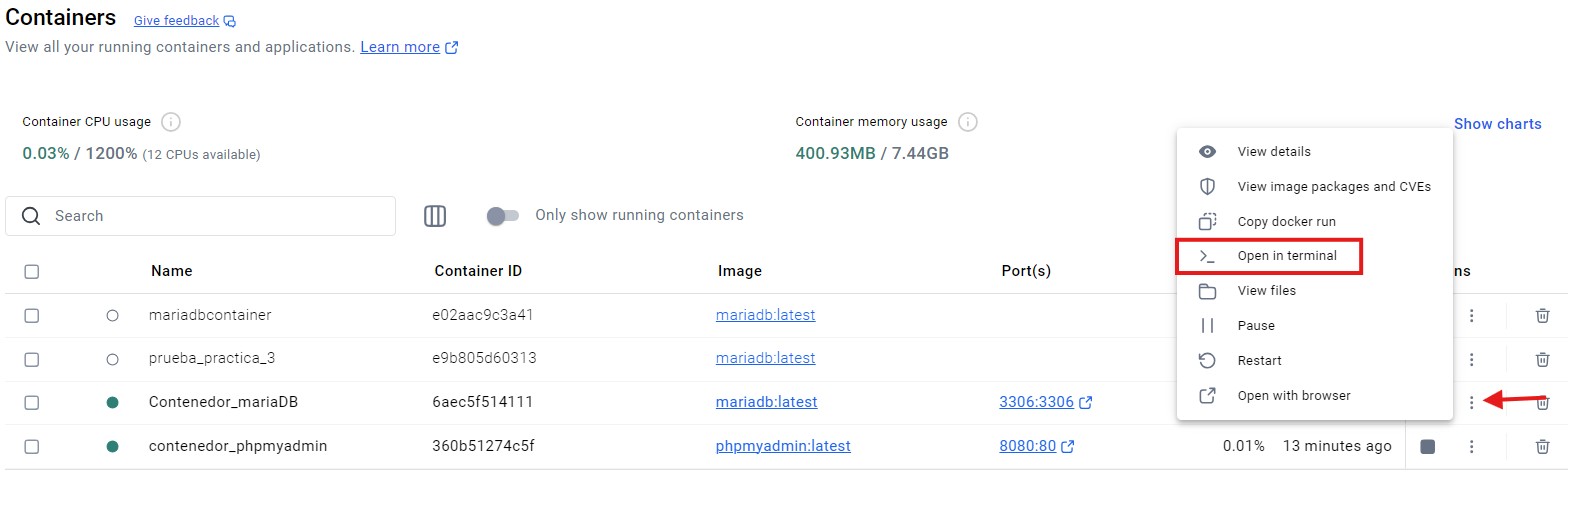 Containers Give feedback
View all your running containers and applications. Learn more
Container CPU usage
0.03% / 1200% (12 CPUs available)
Container memory usage
400.93MB / 7.44GB
Show charts
Search
Only show running containers
Name Container ID Image Port(s) ns
mariadbcontainer e02aac9c3a41 mariadb:latest
prueba_practica_3 e9b805d60313 mariadb:latest
Contenedor_mariaDB 6aec5f514111 mariadb:latest 3306:3306
contenedor_phpmyadmin 360b51274c5f phpmyadmin:latest 8080:80 0.01% 13 minutes ago
View details
View image packages and CVEs
Copy docker run
Open in terminal
View files
Pause
Restart
Open with browser